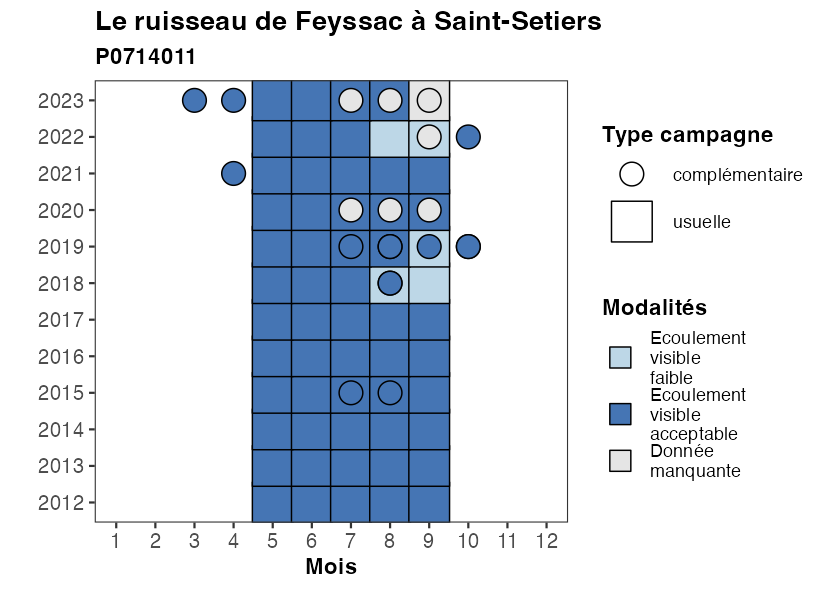 Le ruisseau de Feyssac à Saint-Setiers
P0714011
2023
2022
2021
2020
2019
2018
2017
2016
2015
2014
2013
2012
1 2 3 4 5 6 7 8 9 10 11 12
Mois
Type campagne
complémentaire
usuelle
Modalités
Ecoulement
visible
faible
Ecoulement
visible
acceptable
Donnée
manquante